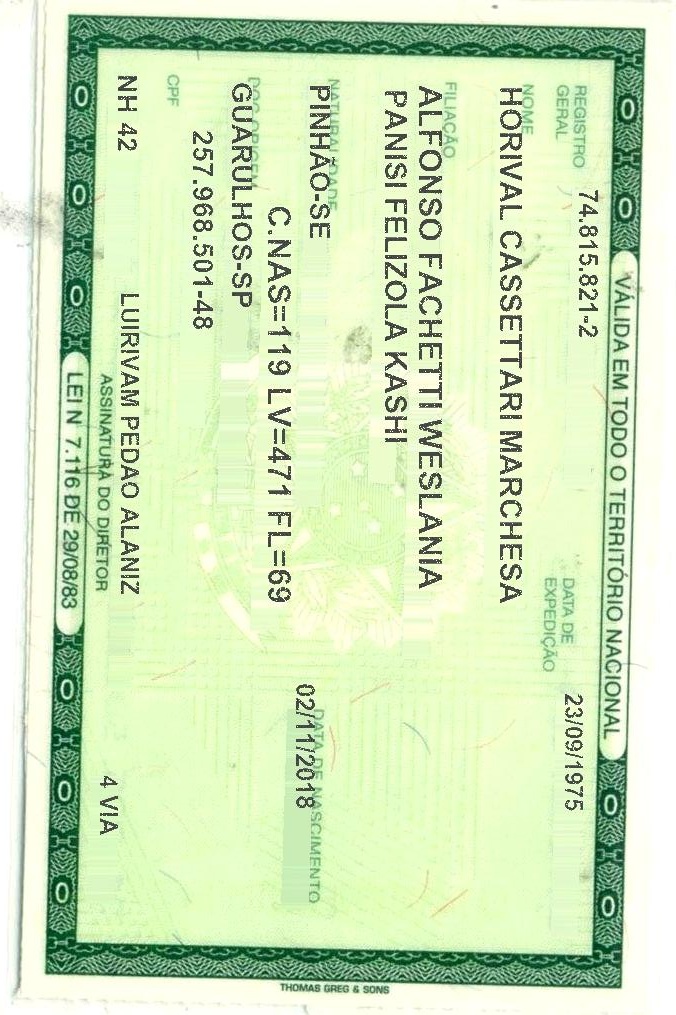 VÁLIDA EM TODO O TERRITÓRIO NACIONAL
REGISTRO GERAL 74.815.821-2 DATA DE EXPEDIÇÃO 23/09/1975
NOME
HORIVAL CASSETTARI MARCHESA
FILIAÇÃO
ALFONSO FACHETTI WESLANIA
PANISI FELIZOLA KASHI
NATURALIDADE DATA DE NASCIMENTO
PINHÃO-SE 02/11/2018
DOC ORIGEM C.NAS=119 LV=471 FL=69
GUARULHOS-SP
257.968.501-48
CPF
NH 42 LUIRIVAM PEDAO ALANIZ 4 VIA
ASSINATURA DO DIRETOR
LEI N 7.116 DE 29/08/83
THOMAS GREG & SONS